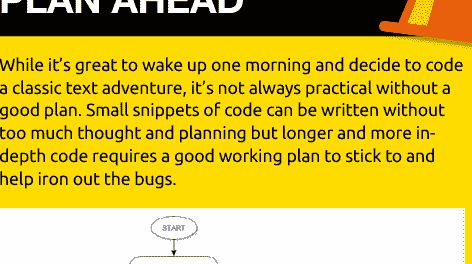 PLAN AHEAD
While it's great to wake up one morning and decide to code
a classic text adventure, it's not always practical without a
good plan. Small snippets of code can be written without
too much thought and planning but longer and more in-
depth code requires a good working plan to stick to and
help iron out the bugs.
START